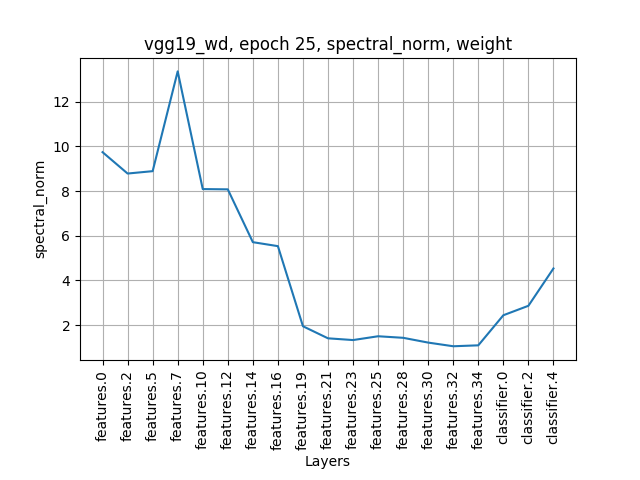 vgg19_wd, epoch 25, spectral_norm, weight
spectral_norm
12
10
8
6
4
2
features.0
features.2
features.5
features.7
features.10
features.12
features.14
features.16
features.19
features.21
features.23
features.25
features.28
features.30
features.32
features.34
classifier.0
classifier.2
classifier.4
Layers